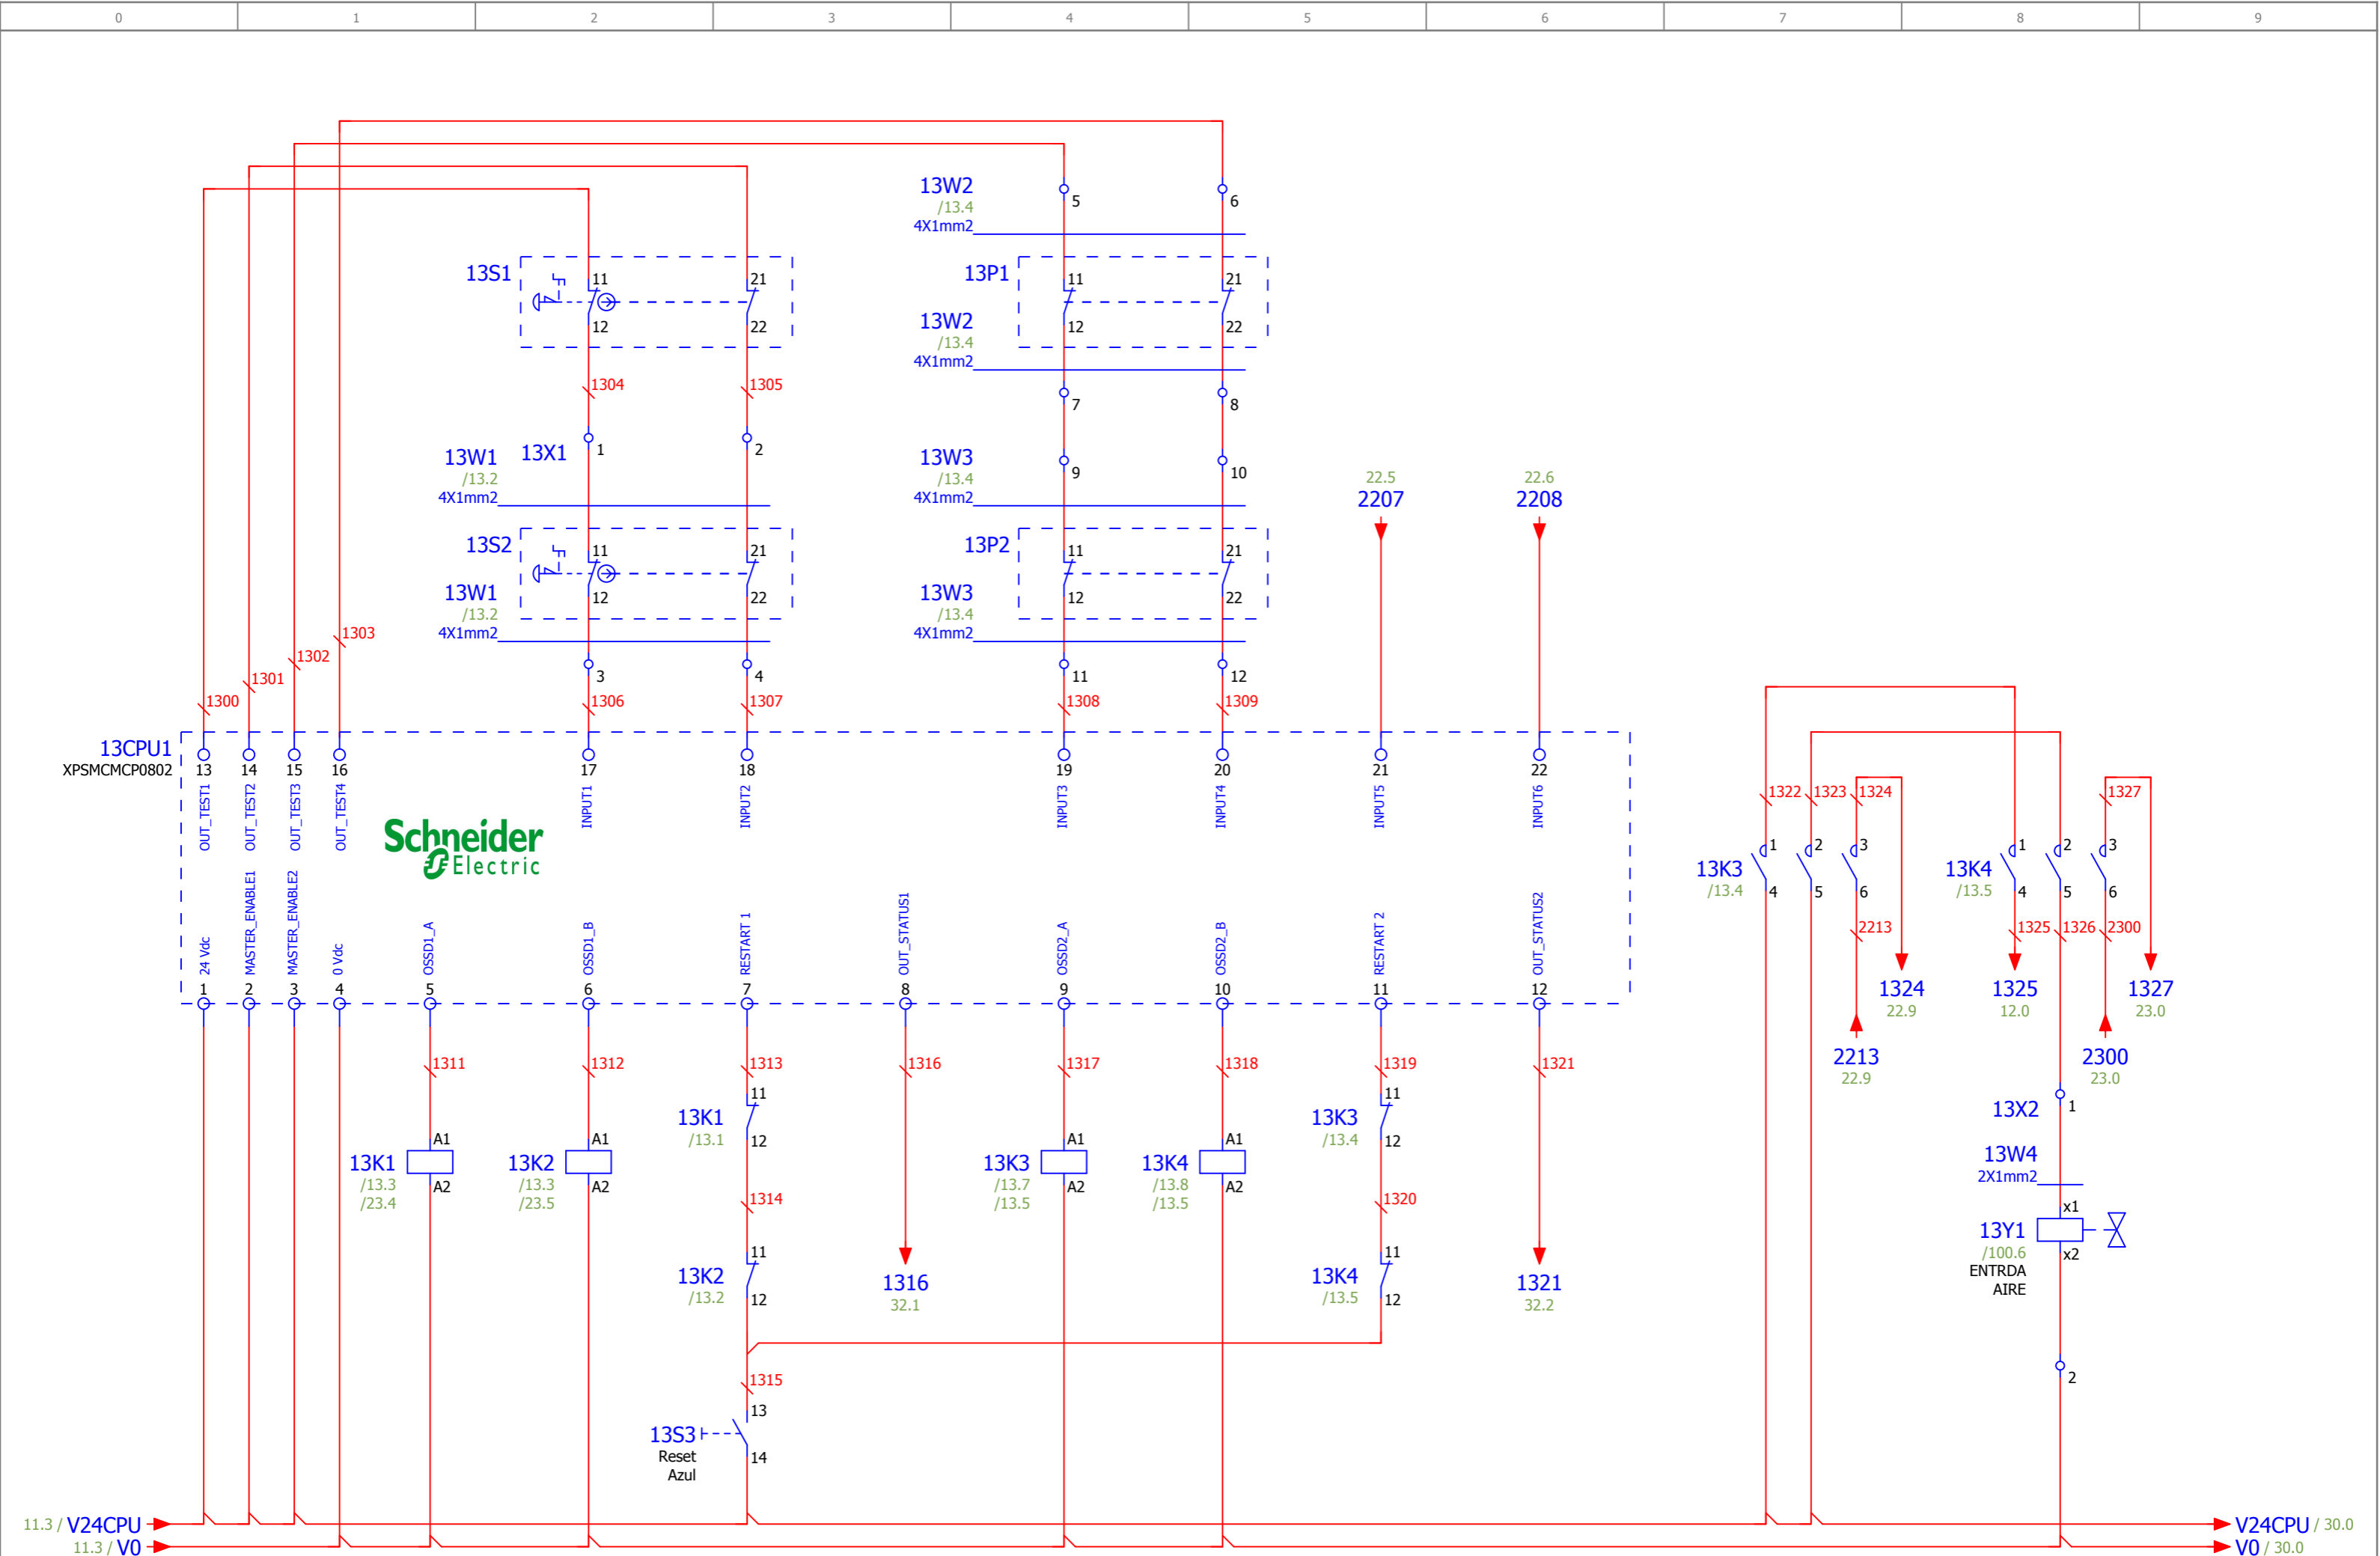 0 1 2 3 4 5 6 7 8 9
13W2 5 6
/13.4
4X1mm2
13S1 11 21 13P1 11 21
12 22 13W2 12 22
/13.4
4X1mm2
1304 1305
7 8
13W1 13X1 1 2 13W3 9 10
/13.2 /13.4
4X1mm2 4X1mm2
22.5 22.6
2207 2208
13S2 11 21 13P2 11 21
13W1 12 22 13W3 12 22
/13.2 /13.4
4X1mm2 4X1mm2
1303
1302
1301
1300
3 4 11 12
1306 1307 1308 1309
13CPU1
XPSMCMCP0802
13 14 15 16 17 18 19 20 21 22
OUT_TEST1 OUT_TEST2 OUT_TEST3 OUT_TEST4 INPUT1 INPUT2 INPUT3 INPUT4 INPUT5 INPUT6
Schneider
Electric
24 Vdc MASTER_ENABLE1 MASTER_ENABLE2 0 Vdc OSSD1_A OSSD1_B RESTART 1 OUT_STATUS1 OSSD2_A OSSD2_B RESTART 2 OUT_STATUS2
1 2 3 4 5 6 7 8 9 10 11 12
1322 1323 1324 1327
13K3 1 2 3 13K4 1 2 3
/13.4 4 5 6 /13.5 4 5 6
2213 1325 1326 2300
1324 1325 1327
22.9 12.0 23.0
2213 2300
22.9 23.0
1311 1312 1313 1316 1317 1318 1319 1321
13K1 11 13K3 11
/13.1 12 /13.4 12
13X2 1
13K1 A1 13K2 A1 13K3 A1 13K4 A1
/13.3 A2 /13.3 A2 /13.7 A2 /13.8 A2
/23.4 /23.5 /13.5 /13.5
13W4
2X1mm2
1314 1320
13Y1 x1
/100.6 x2
ENTRDA
AIRE
13K2 11 13K4 11
/13.2 12 /13.5 12
1316 1321
32.1 32.2
1315 2
13S3 13
Reset 14
Azul
11.3 / V24CPU V24CPU / 30.0
11.3 / V0 V0 / 30.0